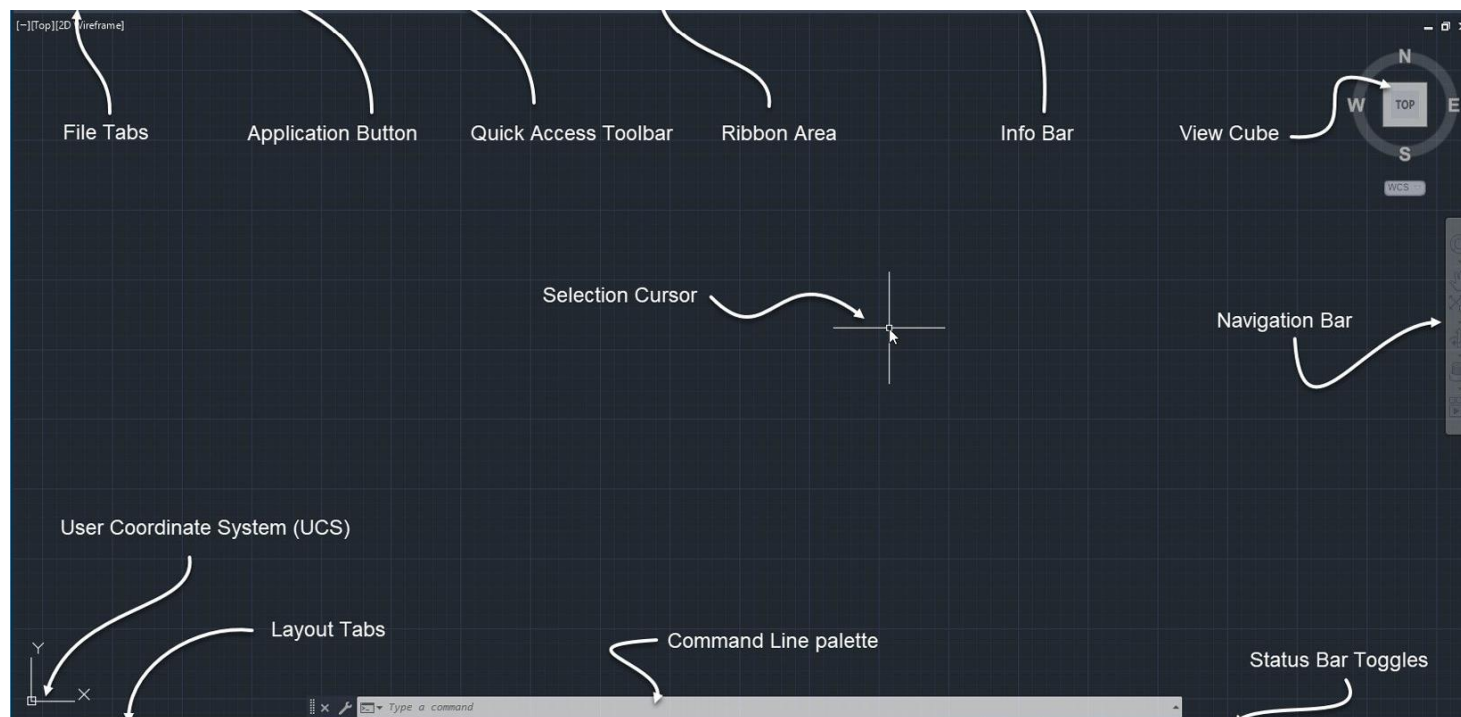 [−][Top][2D Wireframe]
N
W
TOP
E
S
WCS
File Tabs
Application Button
Quick Access Toolbar
Ribbon Area
Info Bar
View Cube
Selection Cursor
Navigation Bar
User Coordinate System (UCS)
Layout Tabs
Command Line palette
Status Bar Toggles
Y
X
Type a command